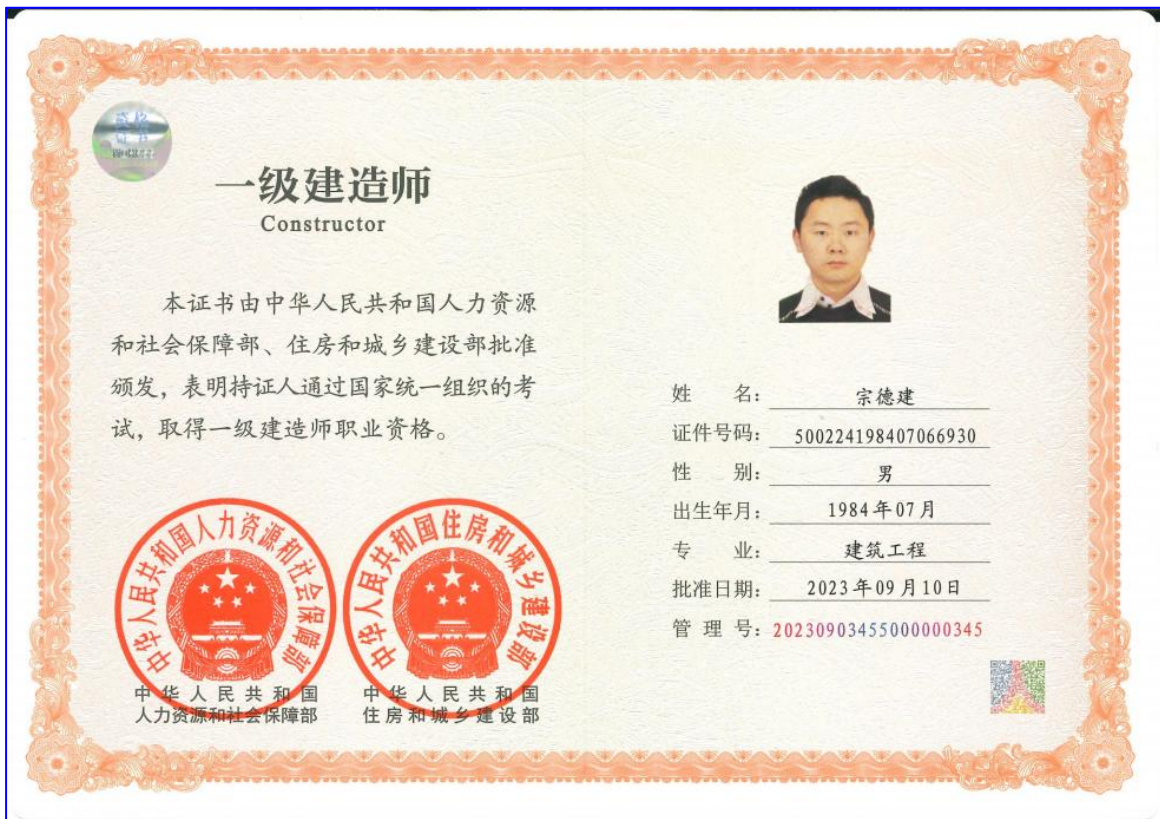 一级建造师
Constructor
本证书由中华人民共和国人力资源
和社会保障部、住房和城乡建设部批准
颁发，表明持证人通过国家统一组织的考
试，取得一级建造师职业资格。
中华人民共和国人力资源和社会保障部
中华人民共和国住房和城乡建设部
中华人民共和国
人力资源和社会保障部
中华人民共和国
住房和城乡建设部
姓 名：宗德建
证件号码：500224198407066930
性 别：男
出生年月：1984年07月
专 业：建筑工程
批准日期：2023年09月10日
管 理 号：20230903455000000345